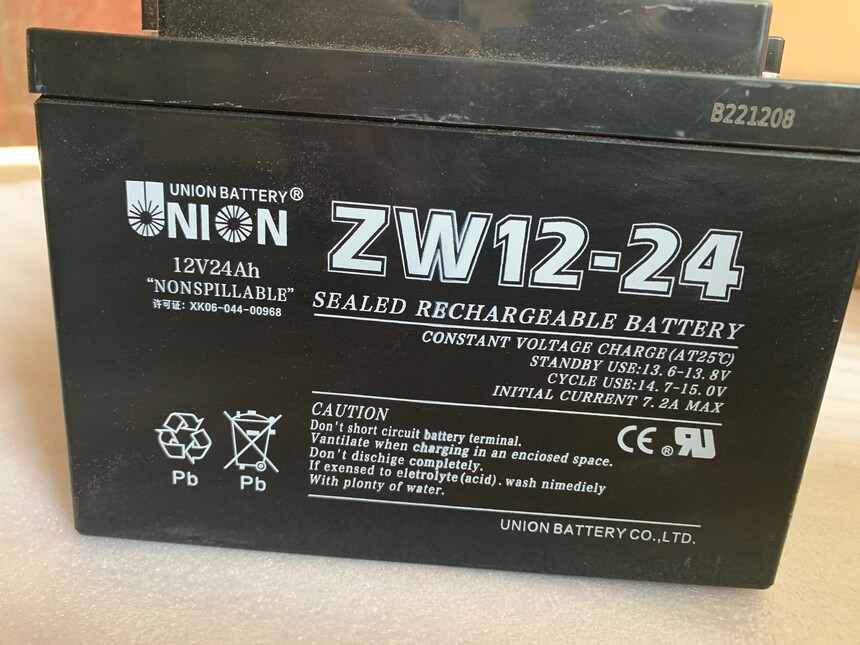 B221208
UNION BATTERY®
UNION
12V24Ah
"NONSPILLABLE"
许可证: XK06-044-00968
ZW12-24
SEALED RECHARGEABLE BATTERY
CONSTANT VOLTAGE CHARGE(AT25℃)
STANDBY USE:13.6-13.8V
CYCLE USE:14.7-15.0V
INITIAL CURRENT 7.2A MAX
CAUTION
Don't short circuit battery terminal.
Vantilate when charging in an enclosed space.
Don't dischige completely.
If exensed to eletrolyte(acid). wash nimediely
With plonty of water.
Pb
Pb
CE ® RU
UNION BATTERY CO.,LTD.